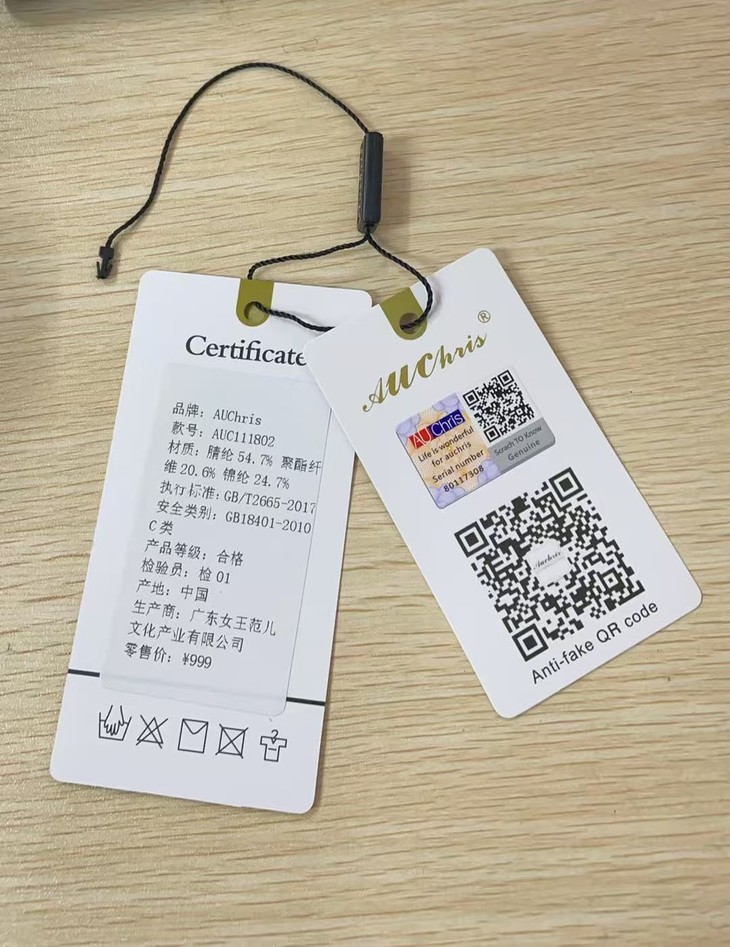 Certificate
品牌: AUChris
款号: AUC111802
材质: 腈纶 54.7% 聚酯纤
维 20.6% 锦纶 24.7%
执行标准: GB/T2665-2017
安全类别: GB18401-2010
C 类
产品等级: 合格
检验员: 检 01
产地: 中国
生产商: 广东女王范儿
文化产业有限公司
零售价: ¥999
AUChris®
AU Chris
Life is wonderful
for auchris
Serial number
80117308
Scrach TO Know
Genuine
Auchris
Anti-fake QR code